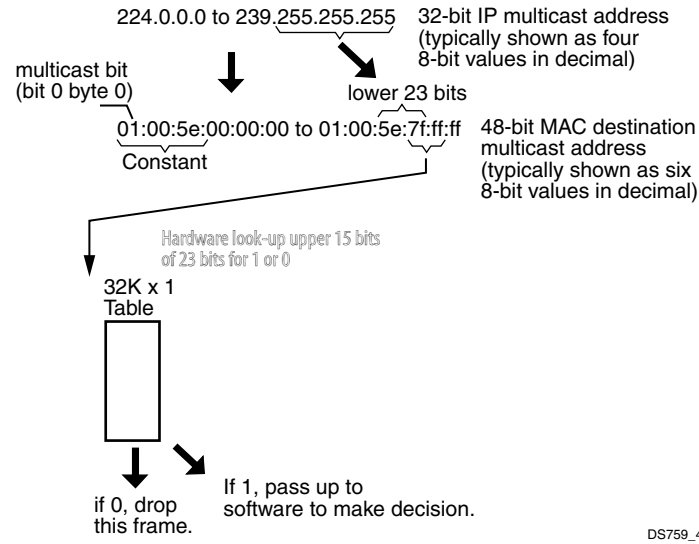 224.0.0.0 to 239.255.255.255
32-bit IP multicast address
(typically shown as four
8-bit values in decimal)
multicast bit
(bit 0 byte 0)
lower 23 bits
01:00:5e:00:00:00 to 01:00:5e:7f:ff:ff
48-bit MAC destination
multicast address
(typically shown as six
8-bit values in decimal)
Constant
Hardware look-up upper 15 bits
of 23 bits for 1 or 0
32K x 1
Table
if 0, drop
this frame.
If 1, pass up to
software to make decision.
DS759_4